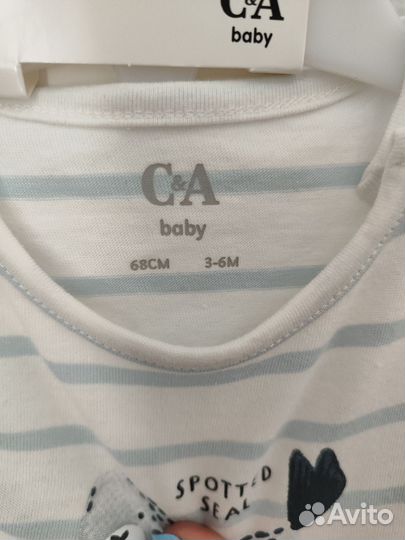 C&A
baby
C&A
baby
68CM 3-6M
SPOTTED
SEAL
Avito